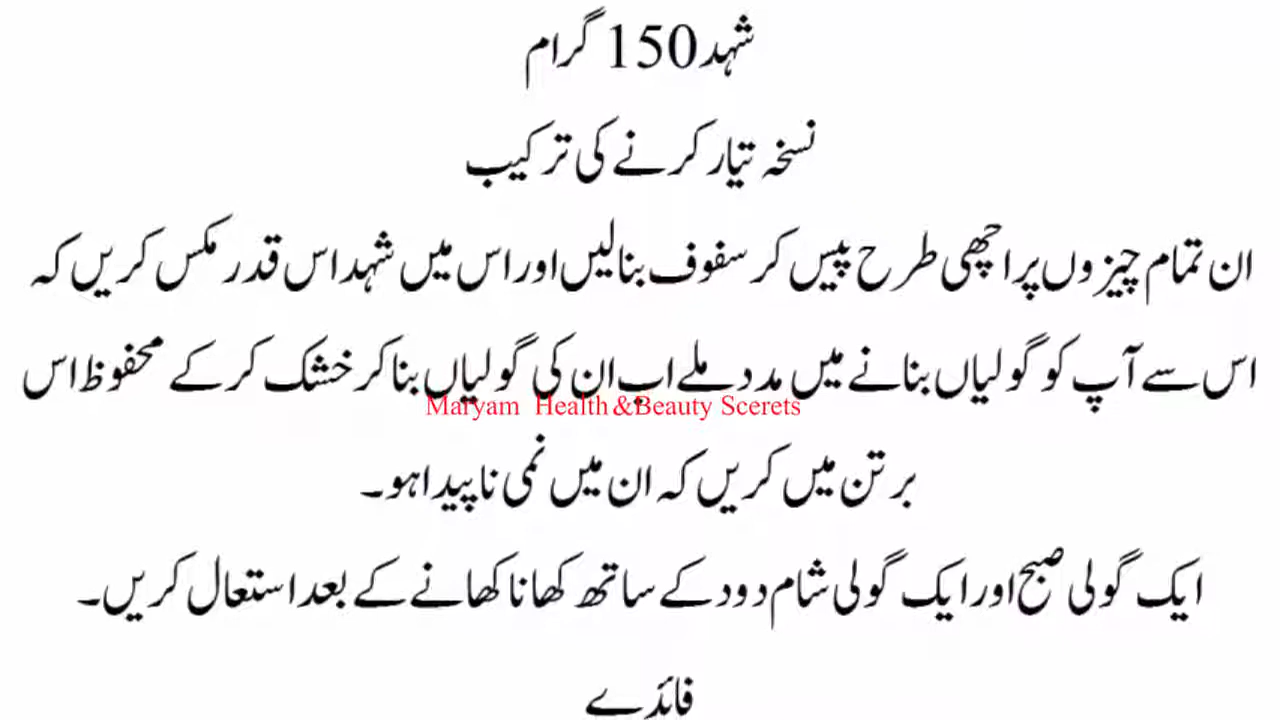 شہد 150 گرام
نسخہ تیار کرنے کی ترکیب
ان تمام چیزوں پر اچھی طرح پیس کر سفوف بنالیں اور اس میں شہد اس قدر مکس کریں کہ
اس سے آپ کو گولیاں بنانے میں مدد ملے اب ان کی گولیاں بنا کر خشک کر کے محفوظ اس
Maryam Health &Beauty Scerets
برتن میں کریں کہ ان میں نمی نا پیدا ہو۔
ایک گولی صبح اور ایک گولی شام دود کے ساتھ کھانا کھانے کے بعد استعال کریں۔
فائدے